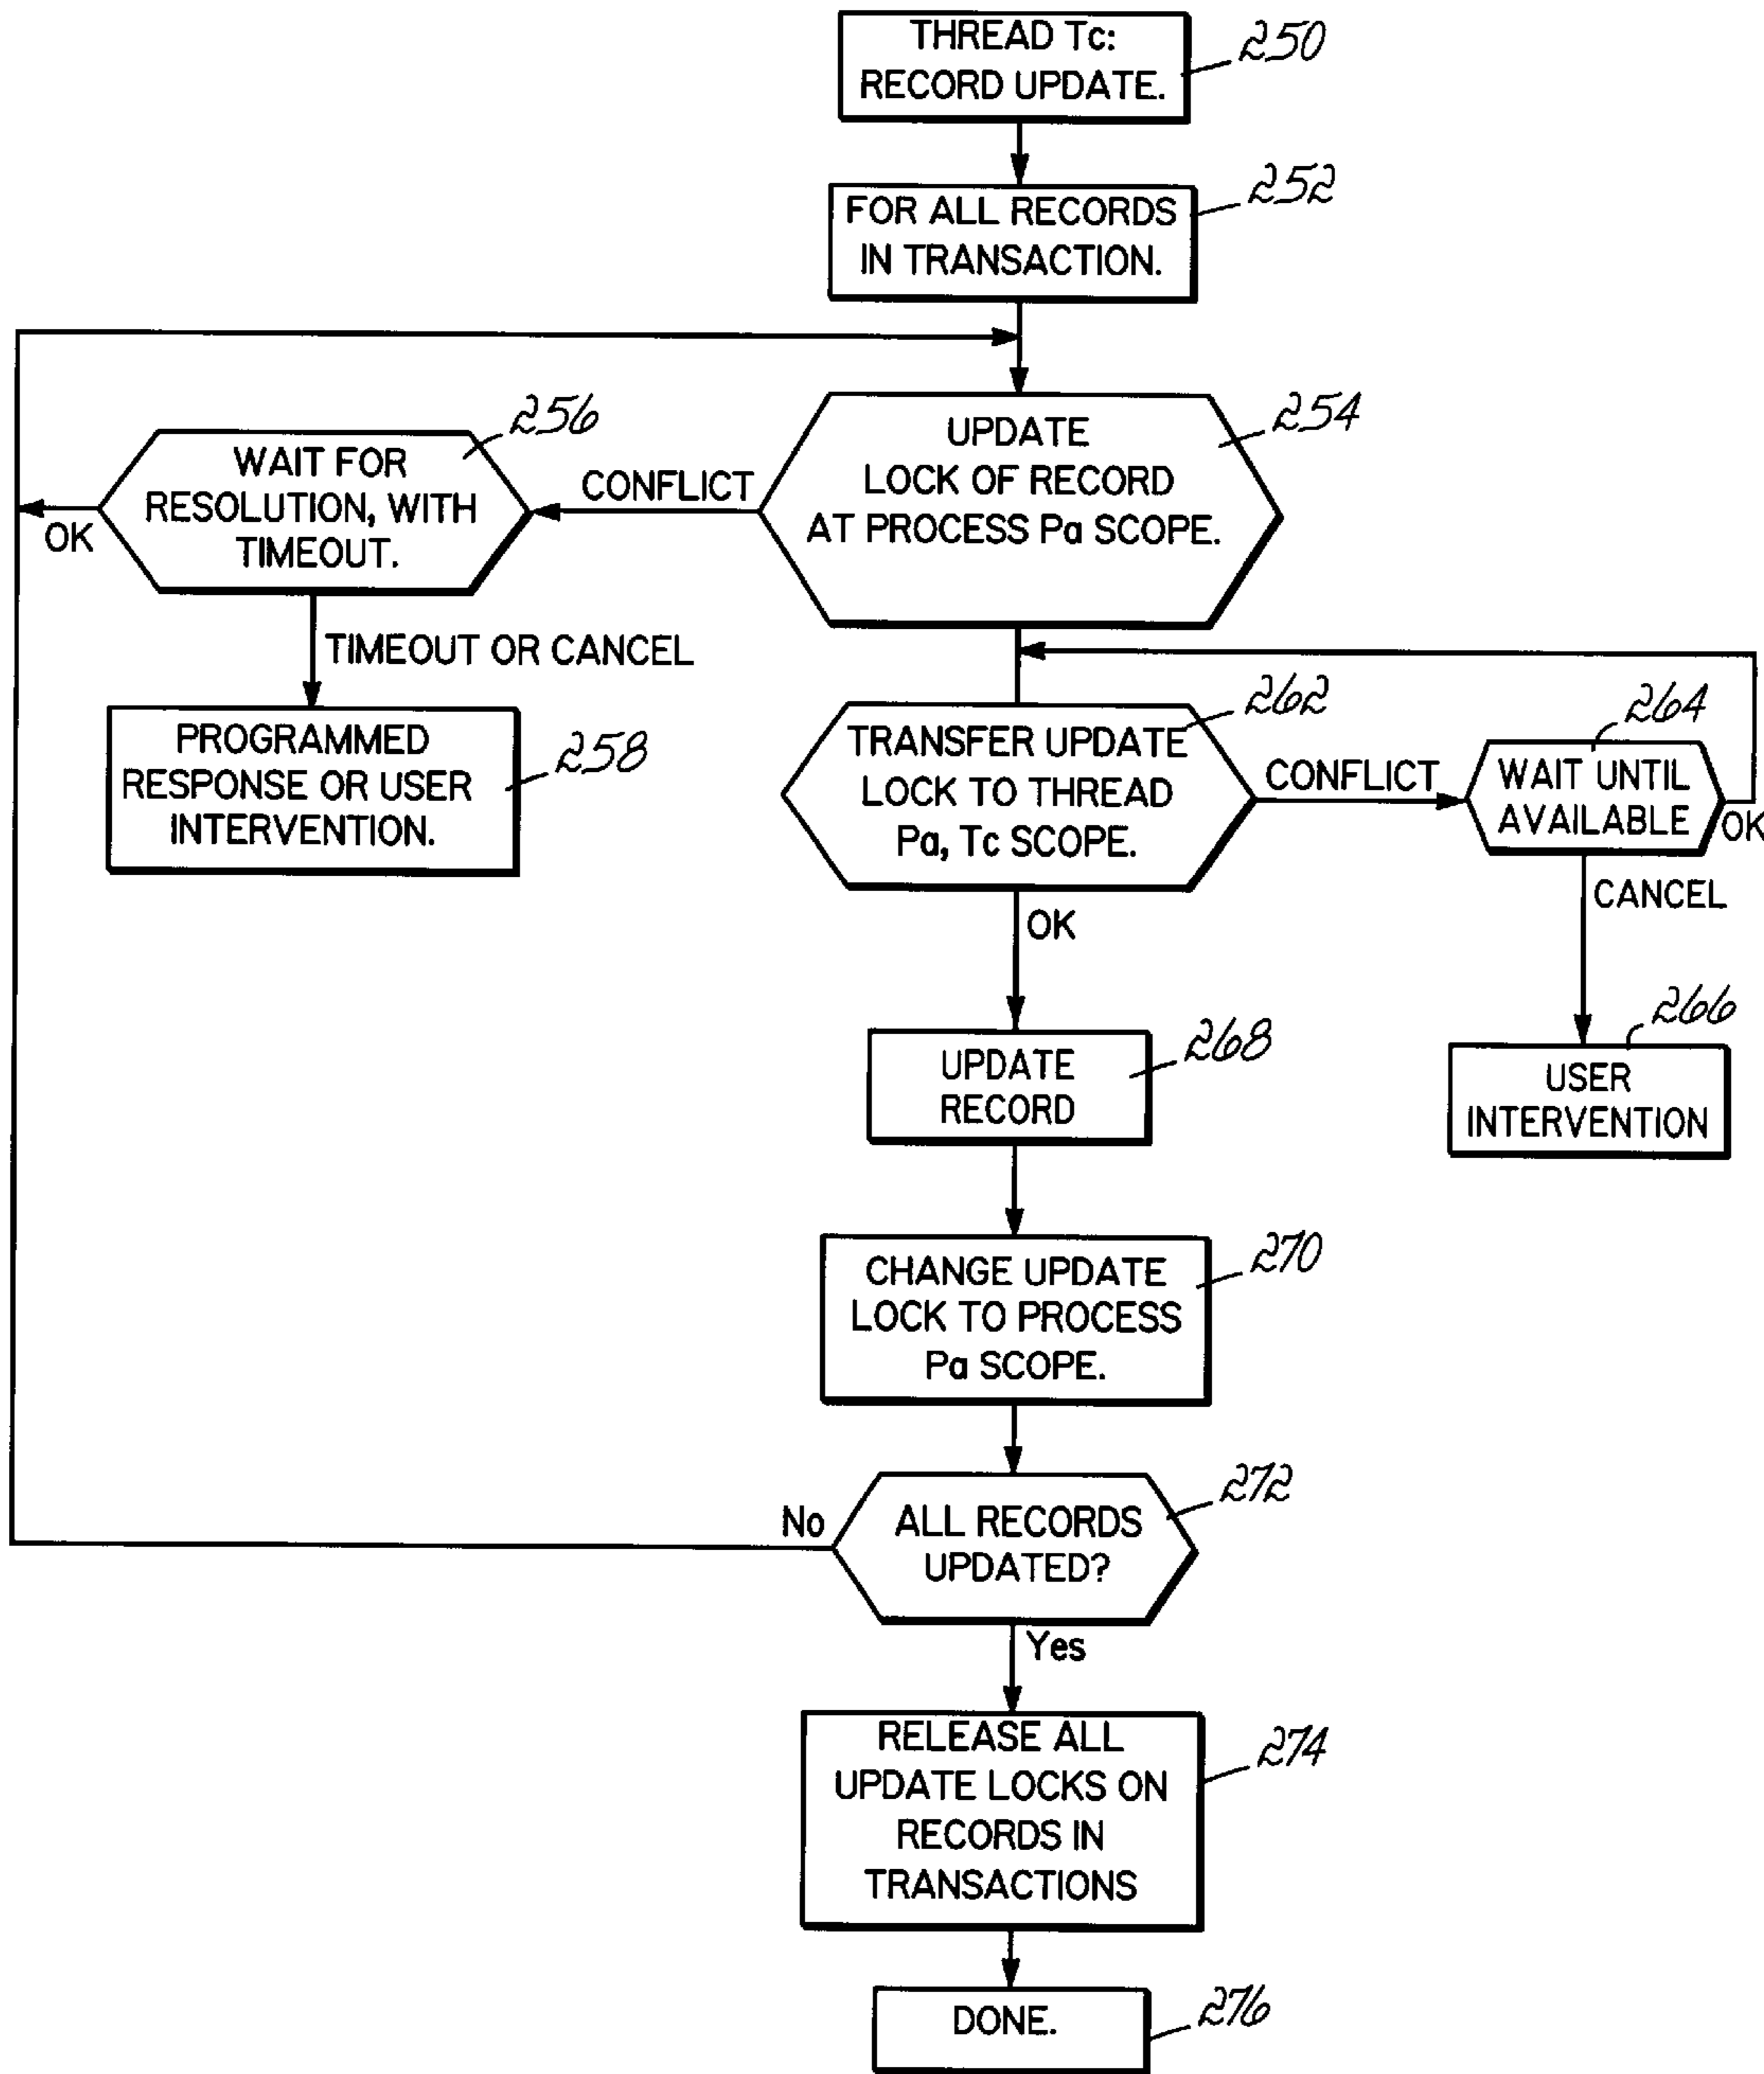 THREAD Tc:
RECORD UPDATE.
250
FOR ALL RECORDS
IN TRANSACTION.
252
UPDATE
LOCK OF RECORD
AT PROCESS Pa SCOPE.
254
CONFLICT
WAIT FOR
RESOLUTION, WITH
TIMEOUT.
256
OK
TIMEOUT OR CANCEL
PROGRAMMED
RESPONSE OR USER
INTERVENTION.
258
TRANSFER UPDATE
LOCK TO THREAD
Pa, Tc SCOPE.
262
CONFLICT
WAIT UNTIL
AVAILABLE
264
OK
CANCEL
USER
INTERVENTION
266
OK
UPDATE
RECORD
268
CHANGE UPDATE
LOCK TO PROCESS
Pa SCOPE.
270
ALL RECORDS
UPDATED?
272
No
Yes
RELEASE ALL
UPDATE LOCKS ON
RECORDS IN
TRANSACTIONS
274
DONE.
276